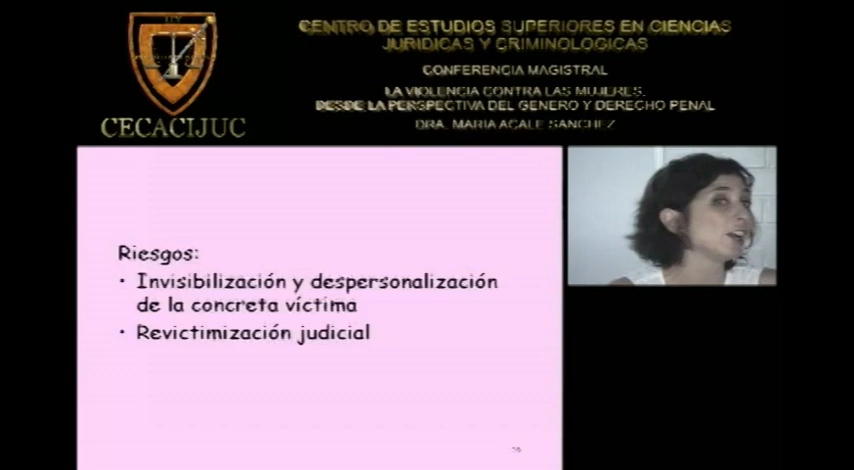 CENTRO DE ESTUDIOS SUPERIORES EN CIENCIAS
JURIDICAS Y CRIMINOLOGICAS
CONFERENCIA MAGISTRAL
LA VIOLENCIA CONTRA LAS MUJERES.
DESDE LA PERSPECTIVA DEL GENERO Y DERECHO PENAL
DRA. MARIA ACALE SANCHEZ
CECACIJUC
Riesgos:
• Invisibilización y despersonalización
de la concreta víctima
• Revictimización judicial